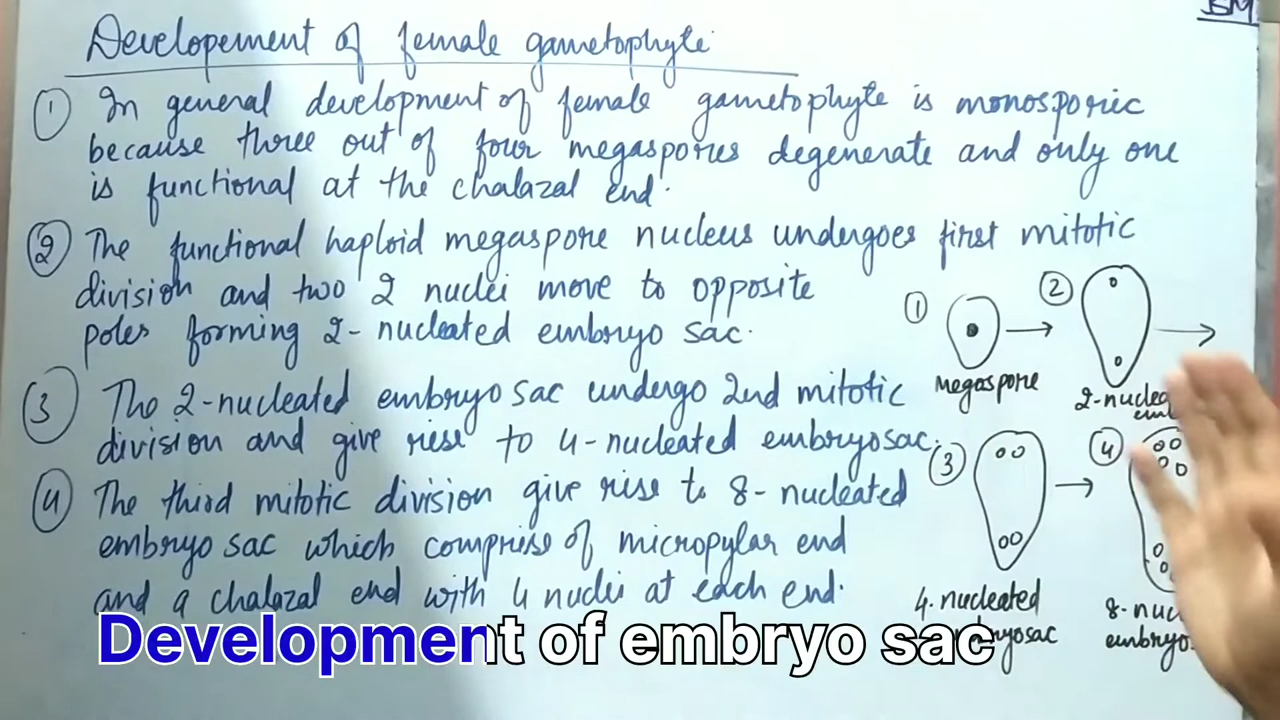 BM
Developement of female gametophyte
① In general development of female gametophyte is monosporic
because three out of four megaspores degenerate and only one
is functional at the chalazal end.
② The functional haploid megaspore nucleus undergoes first mitotic
division and two 2 nuclei move to opposite
poles forming 2-nucleated embryo sac.
③ The 2-nucleated embryo sac undergo 2nd mitotic
division and give rise to 4-nucleated embryosac.
④ The third mitotic division give rise to 8-nucleated
embryo sac which comprise of micropylar end
and a chalazal end with 4 nuclei at each end.
① ②
megaspore
③ ④
4-nucleated
8-nuc
embryo
Development of embryo sac